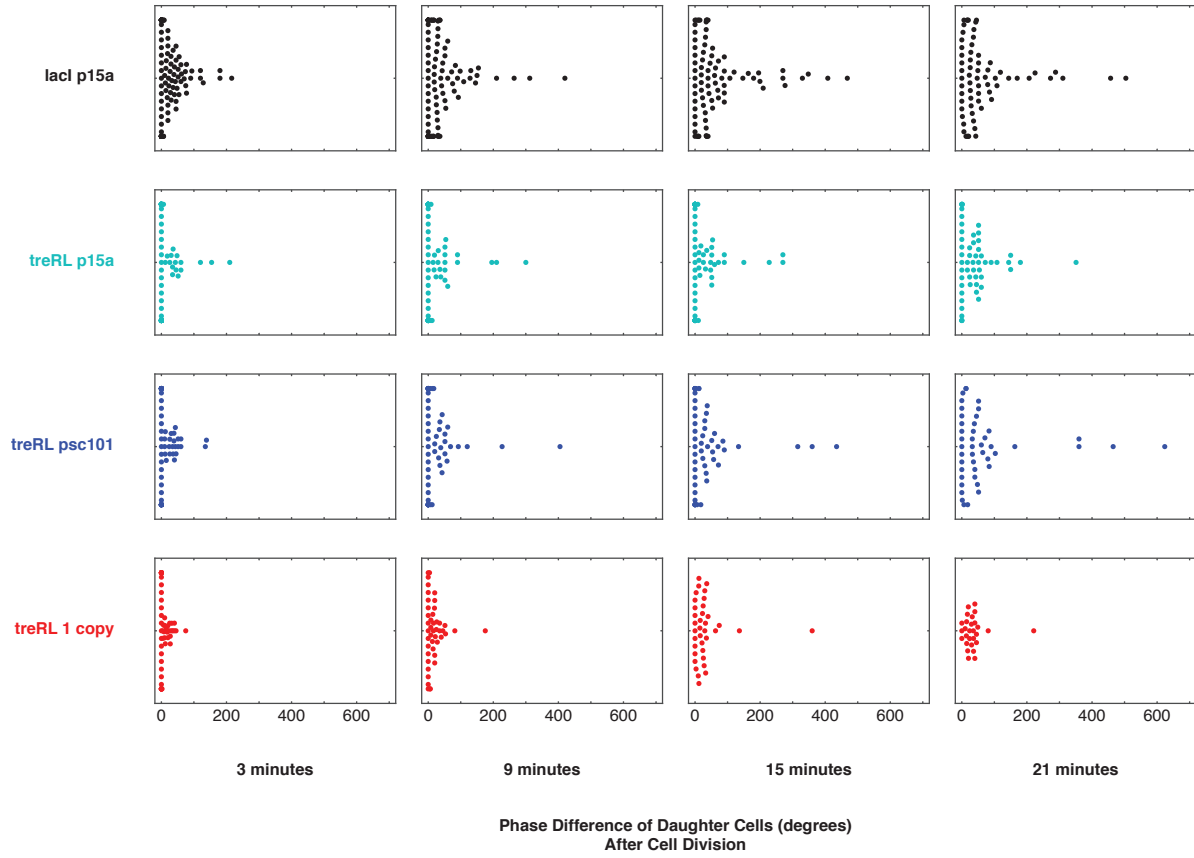 lacI p15a
treRL p15a
treRL psc101
treRL 1 copy
0 200 400 600 0 200 400 600 0 200 400 600 0 200 400 600
3 minutes 9 minutes 15 minutes 21 minutes
Phase Difference of Daughter Cells (degrees)
After Cell Division